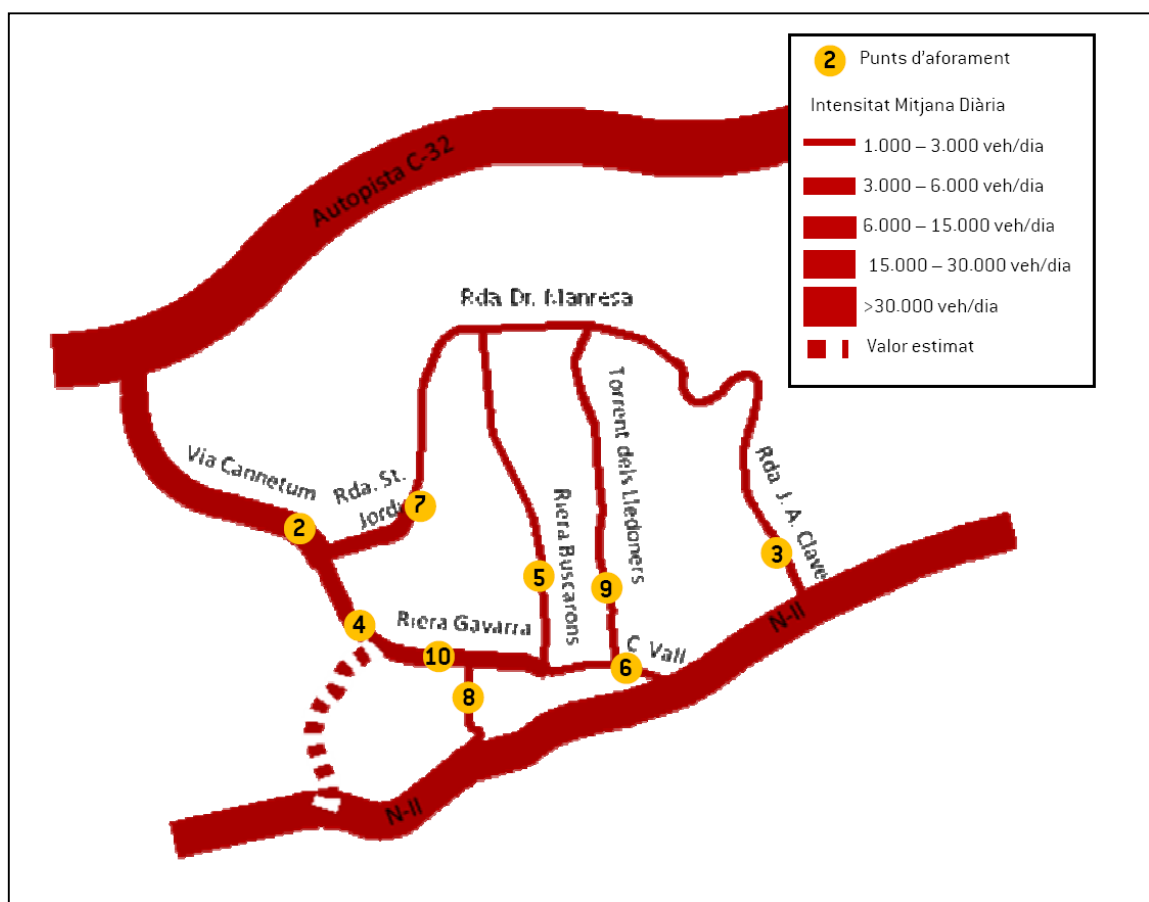 2 Punts d'aforament
Intensitat Mitjana Diària
1.000 – 3.000 veh/dia
3.000 – 6.000 veh/dia
6.000 – 15.000 veh/dia
15.000 – 30.000 veh/dia
>30.000 veh/dia
Valor estimat
Autopista C-32
Rda. Dr. Manresa
Via Cannetum
Rda. St.
Jordi
Torrent dels Lledoners
Riera Buscarons
Rda. J. A. Clavé
Riera Gavarra
C. Vall
N-II
N-II
2
7
3
5
9
4
10
6
8